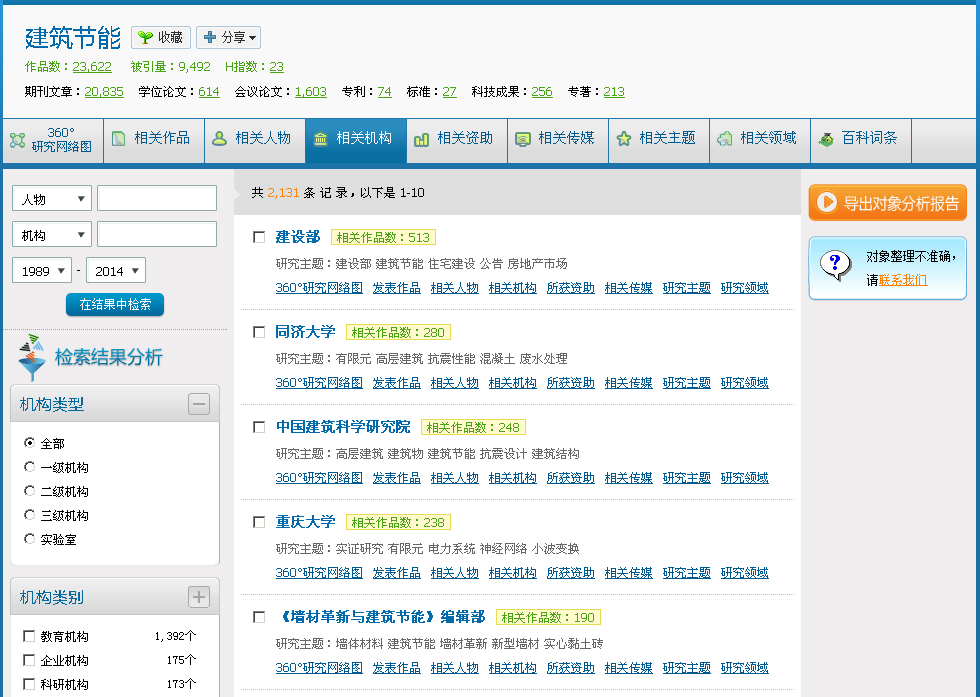 建筑节能 收藏 分享
作品数：23,622 被引量：9,492 H指数：23
期刊文章：20,835 学位论文：614 会议论文：1,603 专利：74 标准：27 科技成果：256 专著：213
360°
研究网络图 相关作品 相关人物 相关机构 相关资助 相关传媒 相关主题 相关领域 百科词条
人物
机构
1989 - 2014
在结果中检索
检索结果分析
机构类型
全部
一级机构
二级机构
三级机构
实验室
机构类别
教育机构 1,392个
企业机构 175个
科研机构 173个
共 2,131 条 记 录，以下是 1-10
建设部 相关作品数：513
研究主题：建设部 建筑节能 住宅建设 公告 房地产市场
360°研究网络图 发表作品 相关人物 相关机构 所获资助 相关传媒 研究主题 研究领域
同济大学 相关作品数：280
研究主题：有限元 高层建筑 抗震性能 混凝土 废水处理
360°研究网络图 发表作品 相关人物 相关机构 所获资助 相关传媒 研究主题 研究领域
中国建筑科学研究院 相关作品数：248
研究主题：高层建筑 建筑物 建筑节能 抗震设计 建筑结构
360°研究网络图 发表作品 相关人物 相关机构 所获资助 相关传媒 研究主题 研究领域
重庆大学 相关作品数：238
研究主题：实证研究 有限元 电力系统 神经网络 小波变换
360°研究网络图 发表作品 相关人物 相关机构 所获资助 相关传媒 研究主题 研究领域
《墙材革新与建筑节能》编辑部 相关作品数：190
研究主题：墙体材料 建筑节能 墙材革新 新型墙材 实心黏土砖
360°研究网络图 发表作品 相关人物 相关机构 所获资助 相关传媒 研究主题 研究领域
导出对象分析报告
对象整理不准确，
请联系我们